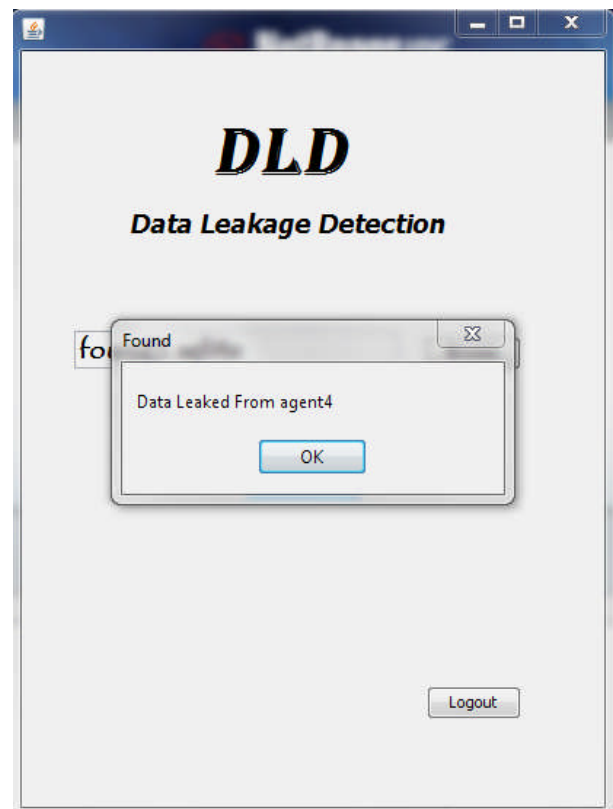 DLD
Data Leakage Detection
Found
Data Leaked From agent4
OK
Logout